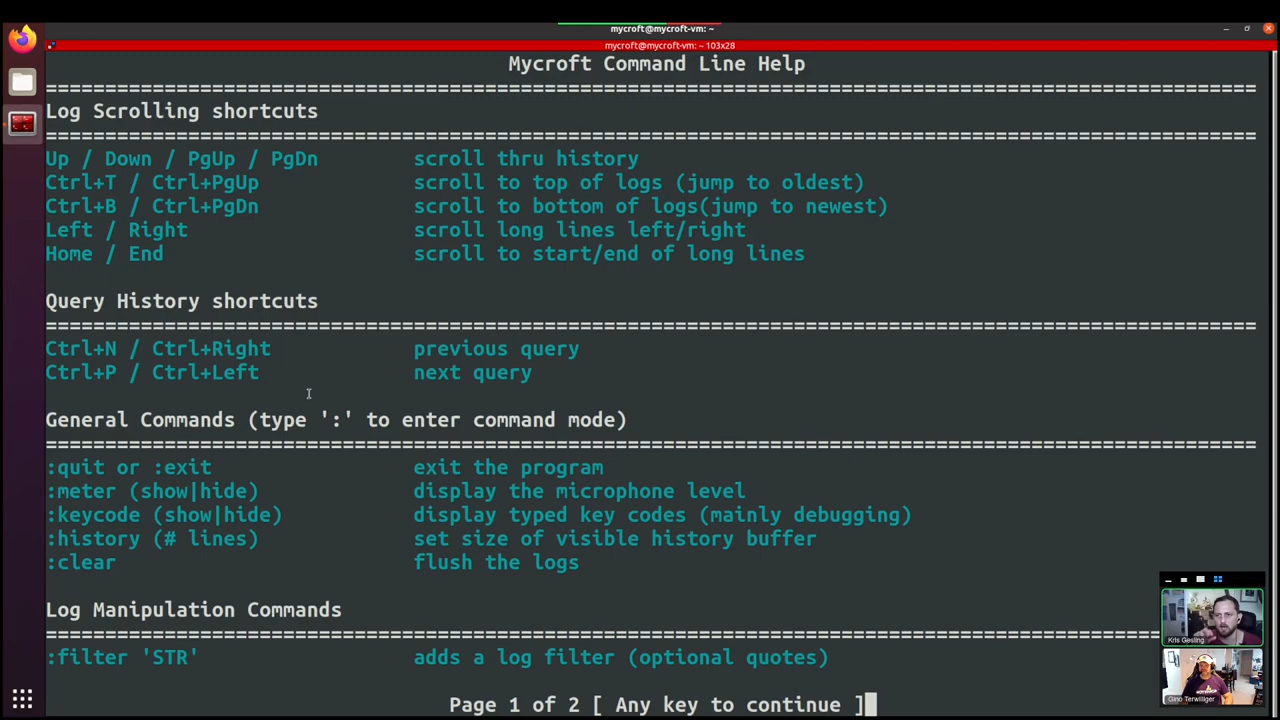 mycroft@mycroft-vm: ~
mycroft@mycroft-vm: ~ 103x28
Mycroft Command Line Help
=======================================================================================================
Log Scrolling shortcuts
=======================================================================================================
Up / Down / PgUp / PgDn scroll thru history
Ctrl+T / Ctrl+PgUp scroll to top of logs (jump to oldest)
Ctrl+B / Ctrl+PgDn scroll to bottom of logs(jump to newest)
Left / Right scroll long lines left/right
Home / End scroll to start/end of long lines
Query History shortcuts
=======================================================================================================
Ctrl+N / Ctrl+Right previous query
Ctrl+P / Ctrl+Left next query
General Commands (type ':' to enter command mode)
=======================================================================================================
:quit or :exit exit the program
:meter (show|hide) display the microphone level
:keycode (show|hide) display typed key codes (mainly debugging)
:history (# lines) set size of visible history buffer
:clear flush the logs
Log Manipulation Commands
=======================================================================================================
:filter 'STR' adds a log filter (optional quotes)
Page 1 of 2 [ Any key to continue ]
Kris Gesling
Gino Terwilliger